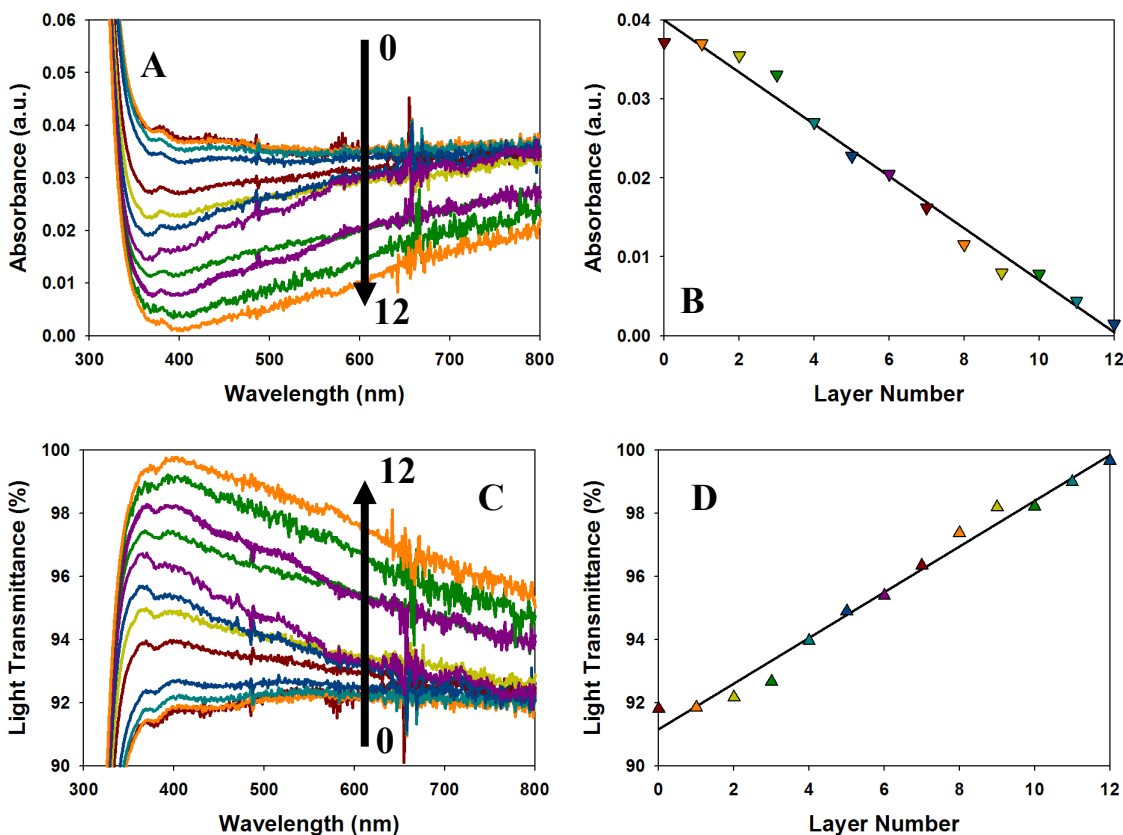 0.06
0.05
0.04
0.03
0.02
0.01
0.00
Absorbance (a.u.)
A
0
12
300 400 500 600 700 800
Wavelength (nm)
0.04
0.03
0.02
0.01
0.00
Absorbance (a.u.)
B
0 2 4 6 8 10 12
Layer Number
100
98
96
94
92
90
Light Transmittance (%)
12
C
0
300 400 500 600 700 800
Wavelength (nm)
100
98
96
94
92
90
Light Transmittance (%)
D
0 2 4 6 8 10 12
Layer Number